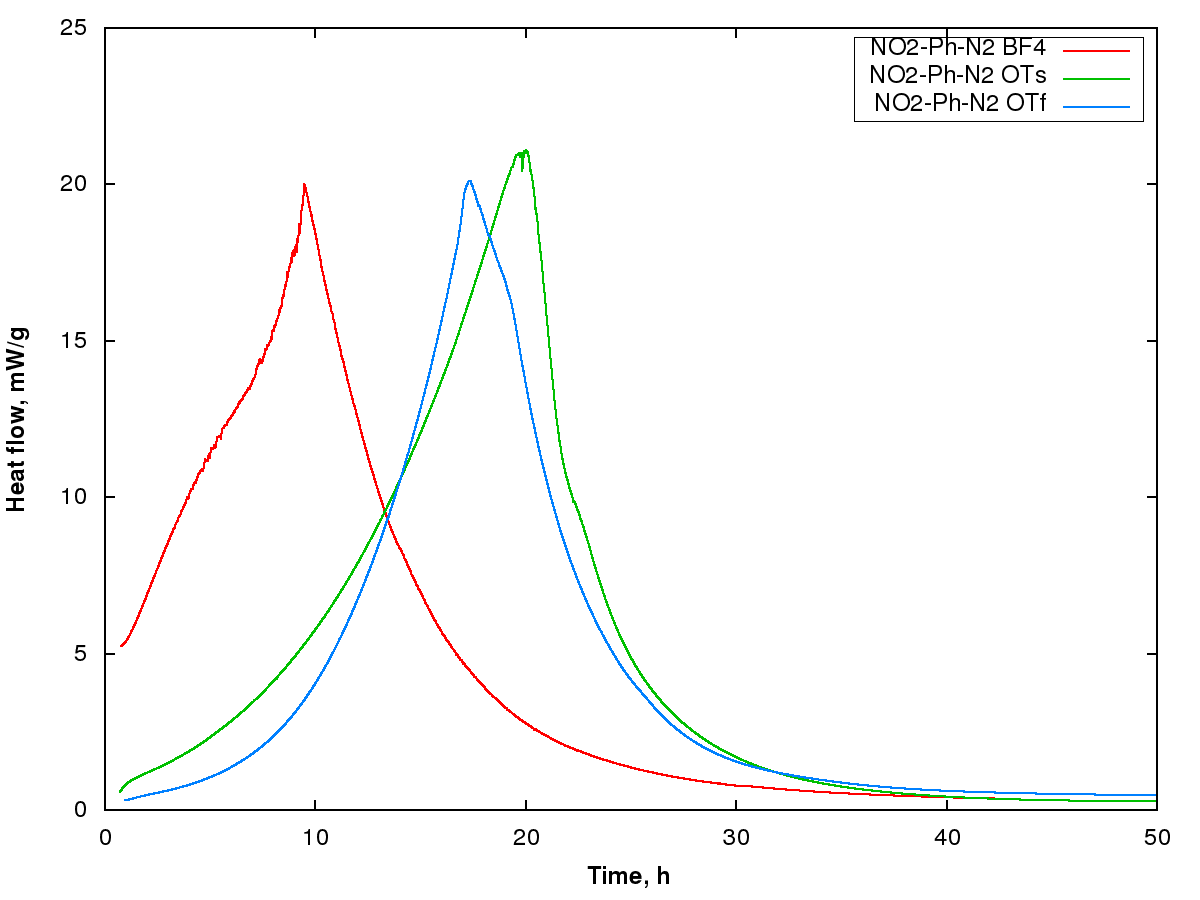 25
20
15
10
5
0
0 10 20 30 40 50
Heat flow, mW/g
Time, h
NO2-Ph-N2 BF4
NO2-Ph-N2 OTs
NO2-Ph-N2 OTf